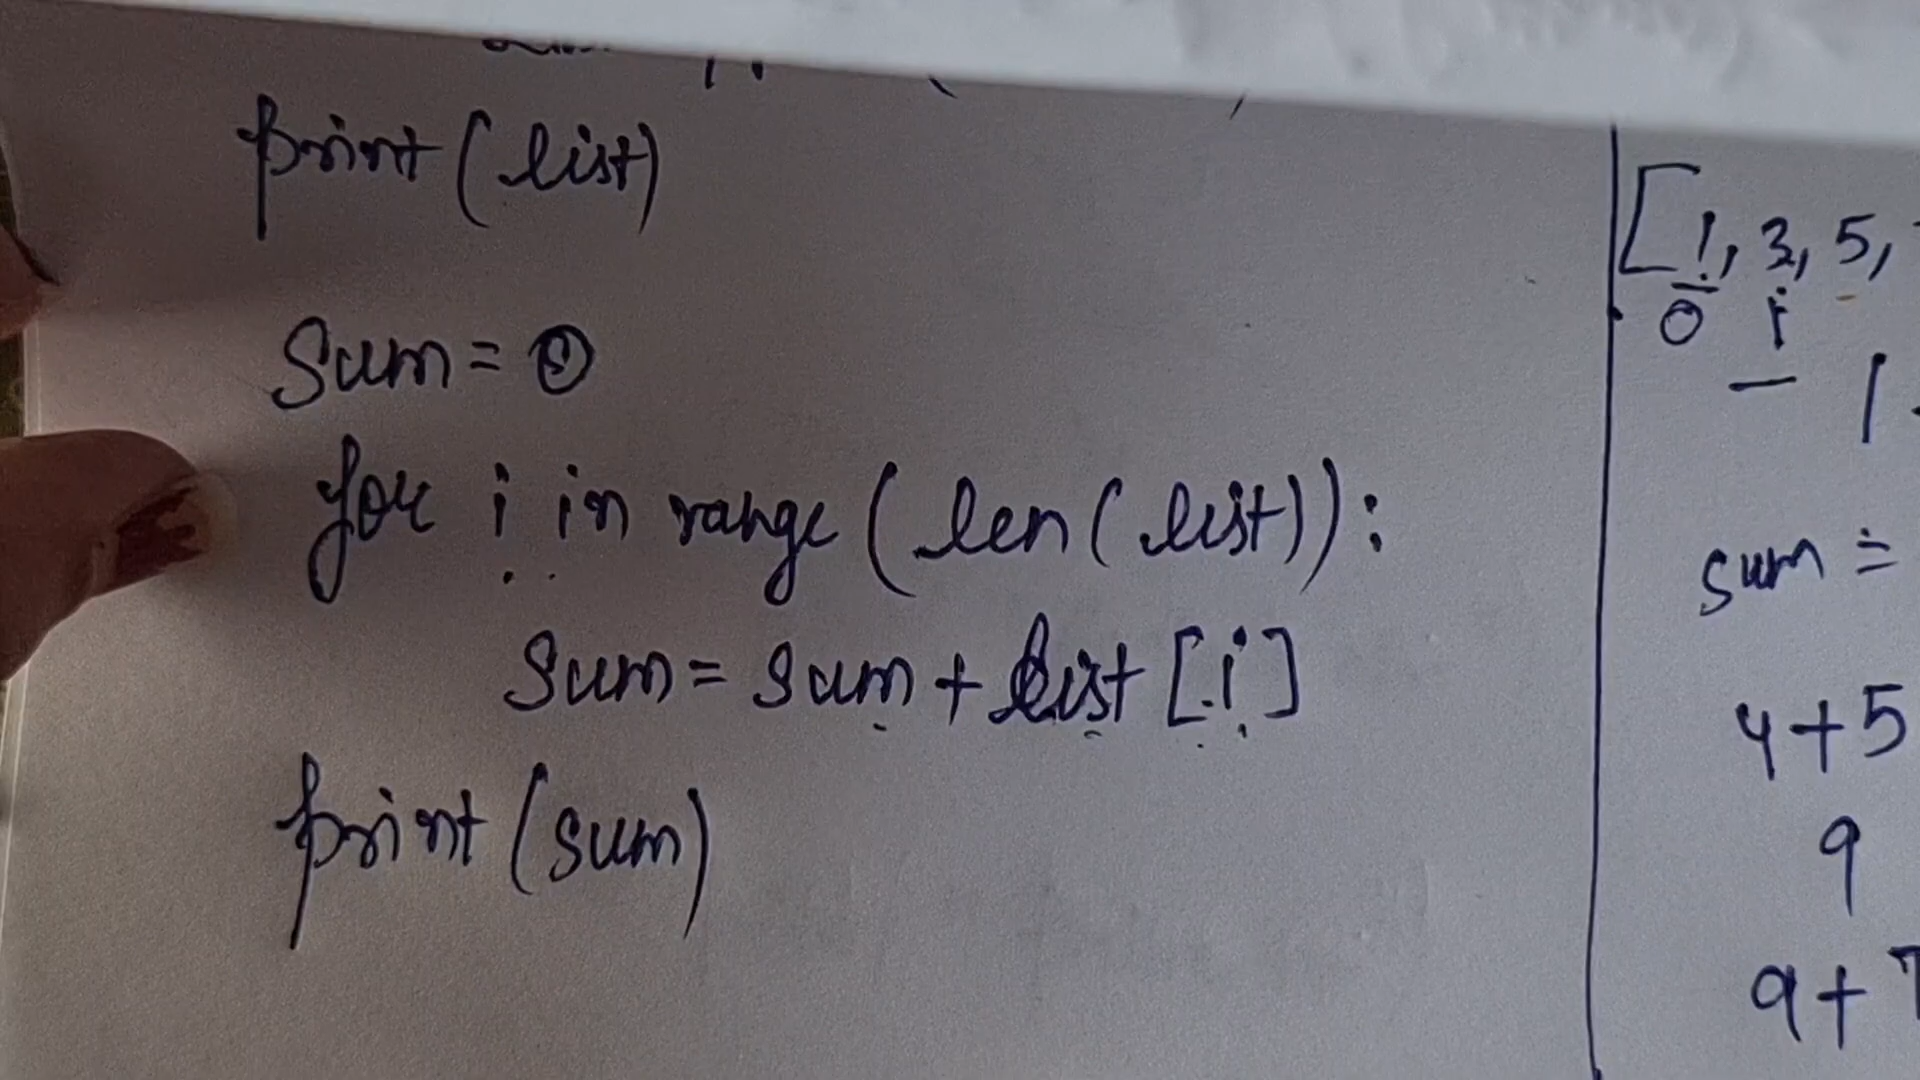 print (list)
Sum = 0
for i in range (len(list)):
Sum = sum + list [i]
print (sum)
[1, 3, 5,
0 i
1
sum =
4+5
9
9+7